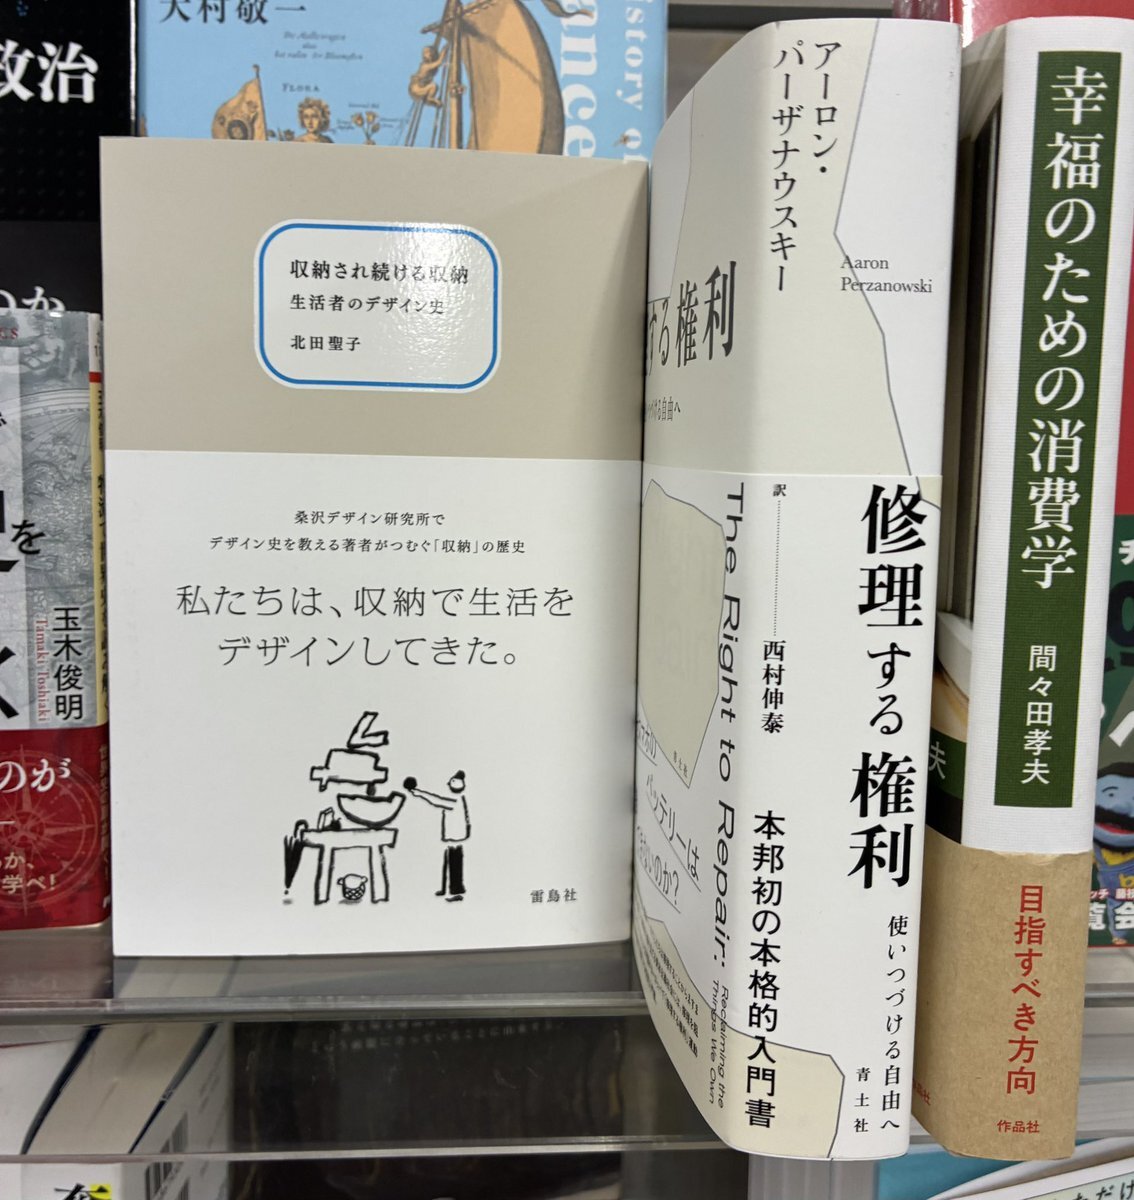 政治
大村敬一
FLORA
収納され続ける収納
生活者のデザイン史
北田聖子
桑沢デザイン研究所で
デザイン史を教える著者がつむぐ「収納」の歴史
私たちは、収納で生活を
デザインしてきた。
雷鳥社
玉木俊明
Tamaki Toshiaki
のが
学べ!
する権利
アーロン・
パーザナウスキー
Aaron
Perzanowski
訳
西村伸泰
修理する権利
使いつづける自由へ
青土社
本邦初の本格的入門書
The Right to Repair:
Reclaiming the
Things We Own
バッテリーは
幸福のための消費学
間々田孝夫
目指すべき方向
作品社